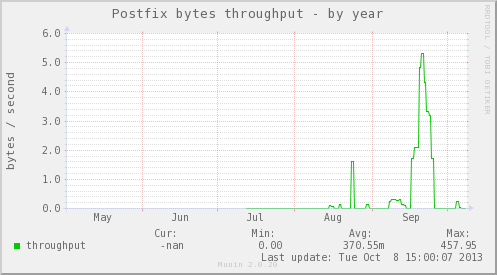 Postfix bytes throughput - by year
RRDTOOL / TOBI OETIKER
bytes / second
6.0
5.0
4.0
3.0
2.0
1.0
0.0
May Jun Jul Aug Sep
Cur: Min: Avg: Max:
throughput -nan 0.00 370.55m 457.95
Last update: Tue Oct 8 15:00:07 2013
Munin 2.0.20